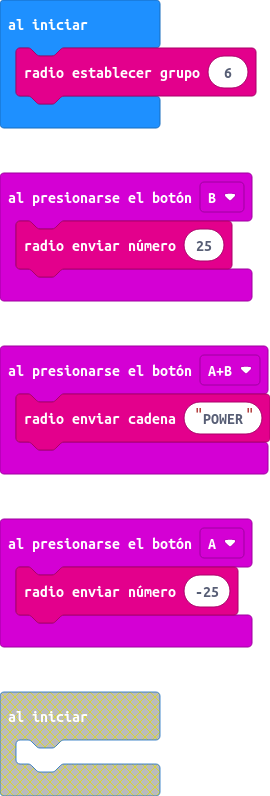 al iniciar
radio establecer grupo 6
al presionarse el botón B
radio enviar número 25
al presionarse el botón A+B
radio enviar cadena "POWER"
al presionarse el botón A
radio enviar número -25
al iniciar